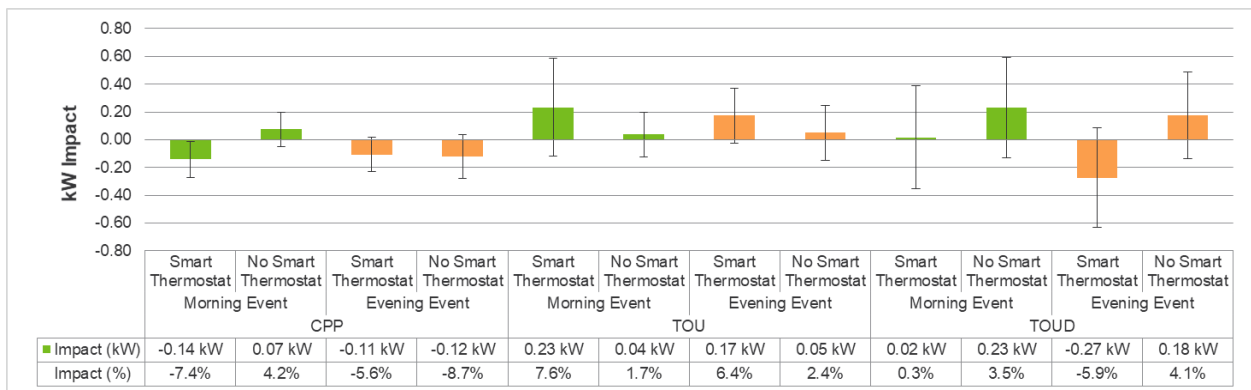 0.80
0.60
0.40
0.20
0.00
-0.20
-0.40
-0.60
-0.80
kW Impact
Smart Thermostat No Smart Thermostat Smart Thermostat No Smart Thermostat Smart Thermostat No Smart Thermostat Smart Thermostat No Smart Thermostat Smart Thermostat No Smart Thermostat Smart Thermostat No Smart Thermostat
Morning Event Evening Event Morning Event Evening Event Morning Event Evening Event
CPP TOU TOUD
Impact (kW) -0.14 kW 0.07 kW -0.11 kW -0.12 kW 0.23 kW 0.04 kW 0.17 kW 0.05 kW 0.02 kW 0.23 kW -0.27 kW 0.18 kW
Impact (%) -7.4% 4.2% -5.6% -8.7% 7.6% 1.7% 6.4% 2.4% 0.3% 3.5% -5.9% 4.1%